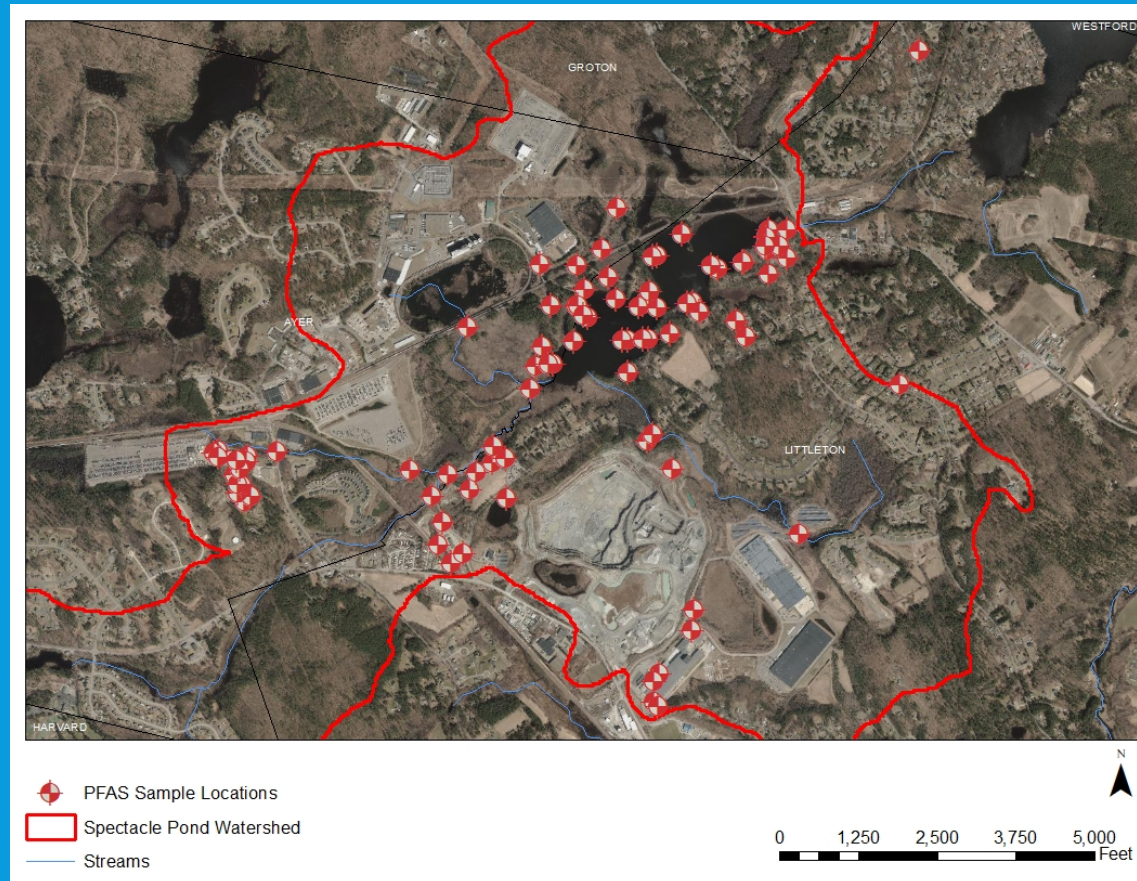 WESTFORD
GROTON
AYER
LITTLETON
HARVARD
N
PFAS Sample Locations
Spectacle Pond Watershed
Streams
0 1,250 2,500 3,750 5,000
Feet